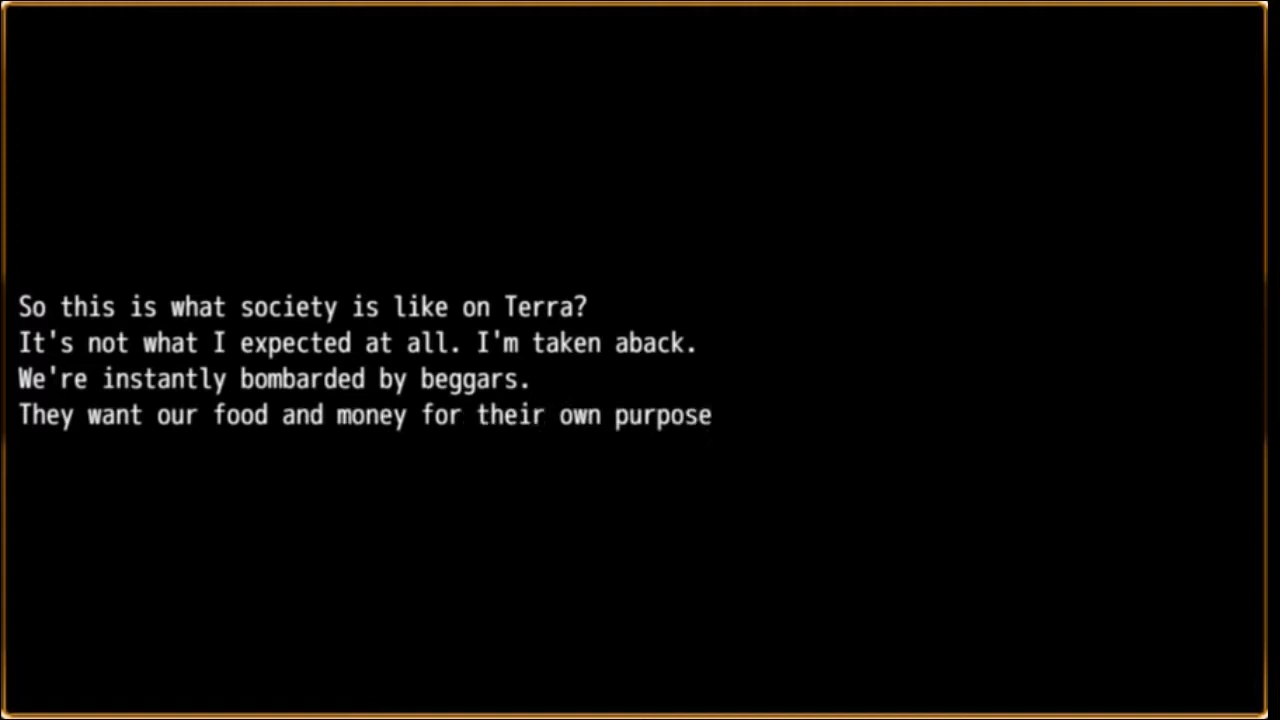 So this is what society is like on Terra?
It's not what I expected at all. I'm taken aback.
We're instantly bombarded by beggars.
They want our food and money for their own purpose